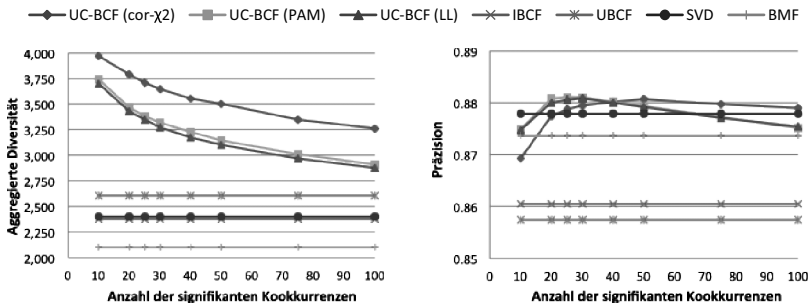 UC-BCF (cor-χ2) UC-BCF (PAM) UC-BCF (LL) IBCF UBCF SVD BMF
Aggregierte Diversität
4,000
3,750
3,500
3,250
3,000
2,750
2,500
2,250
2,000
0 10 20 30 40 50 60 70 80 90 100
Anzahl der signifikanten Kookkurrenzen
Präzision
0.89
0.88
0.87
0.86
0.85
0 10 20 30 40 50 60 70 80 90 100
Anzahl der signifikanten Kookkurrenzen